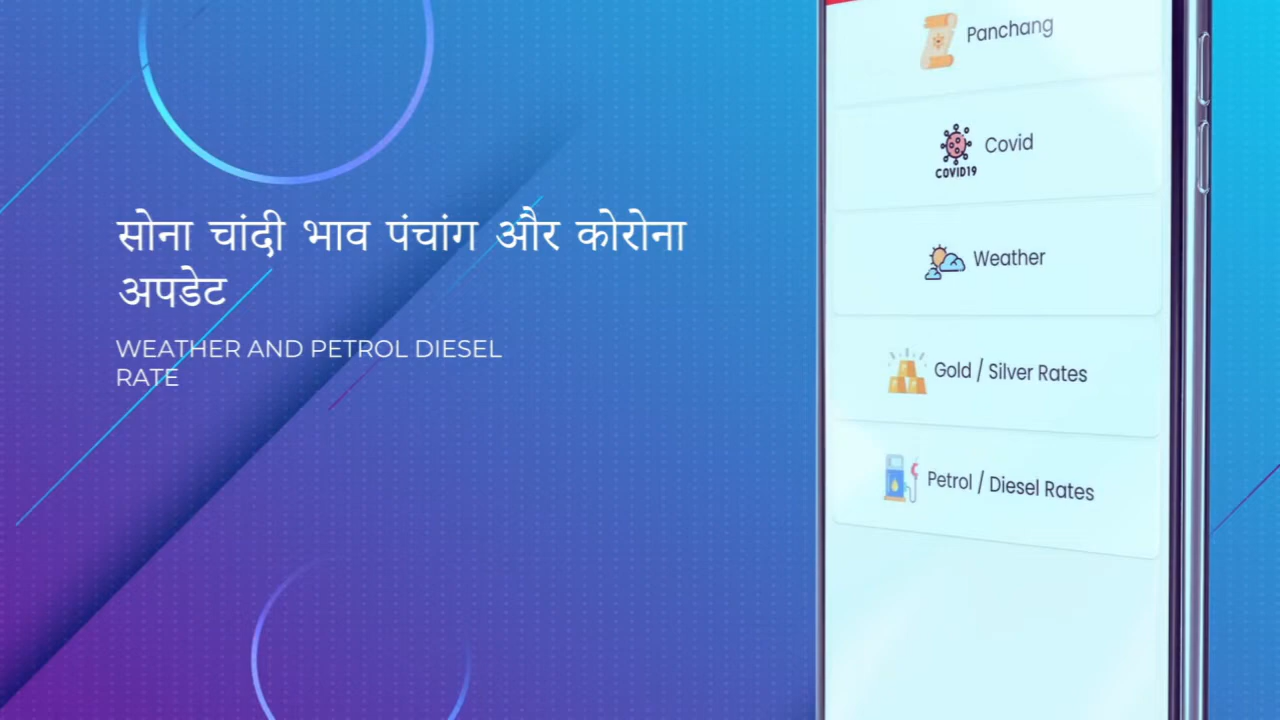 सोना चांदी भाव पंचांग और कोरोना
अपडेट
WEATHER AND PETROL DIESEL
RATE
Panchang
Covid
COVID19
Weather
Gold / Silver Rates
Petrol / Diesel Rates